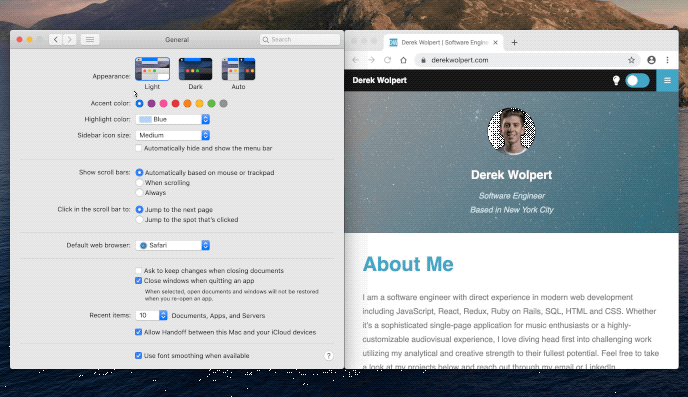 General
Search
Appearance:
Light Dark Auto
Accent color:
Highlight color: Blue
Sidebar icon size: Medium
Automatically hide and show the menu bar
Show scroll bars: Automatically based on mouse or trackpad
When scrolling
Always
Click in the scroll bar to: Jump to the next page
Jump to the spot that's clicked
Default web browser: Safari
Ask to keep changes when closing documents
Close windows when quitting an app
When selected, open documents and windows will not be restored
when you re-open an app.
Recent items: 10 Documents, Apps, and Servers
Allow Handoff between this Mac and your iCloud devices
Use font smoothing when available
?
Derek Wolpert | Software Engine
derekwolpert.com
Derek Wolpert
Derek Wolpert
Software Engineer
Based in New York City
About Me
I am a software engineer with direct experience in modern web development
including JavaScript, React, Redux, Ruby on Rails, SQL, HTML and CSS. Whether
it's a sophisticated single-page application for music enthusiasts or a highly-
customizable audiovisual experience, I love diving head first into challenging work
utilizing my analytical and creative strength to their fullest potential. Feel free to take
a look at my projects below and reach out through my email or LinkedIn